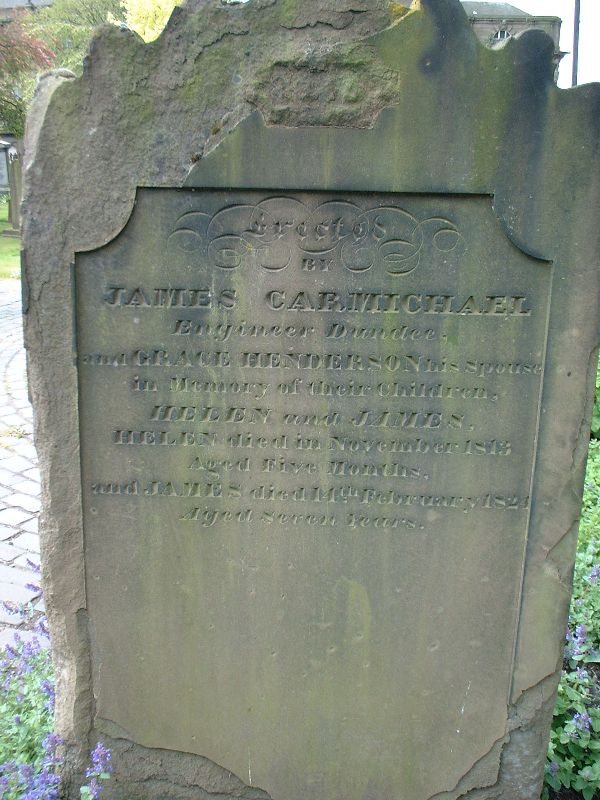 Erected
BY
JAMES CARMICHAEL
Engineer Dundee,
and GRACE HENDERSON his Spouse
in Memory of their Children,
HELEN and JAMES.
HELEN died in November 1815
Aged Five Months,
and JAMES died 14th February 1824
Aged Seven Years.